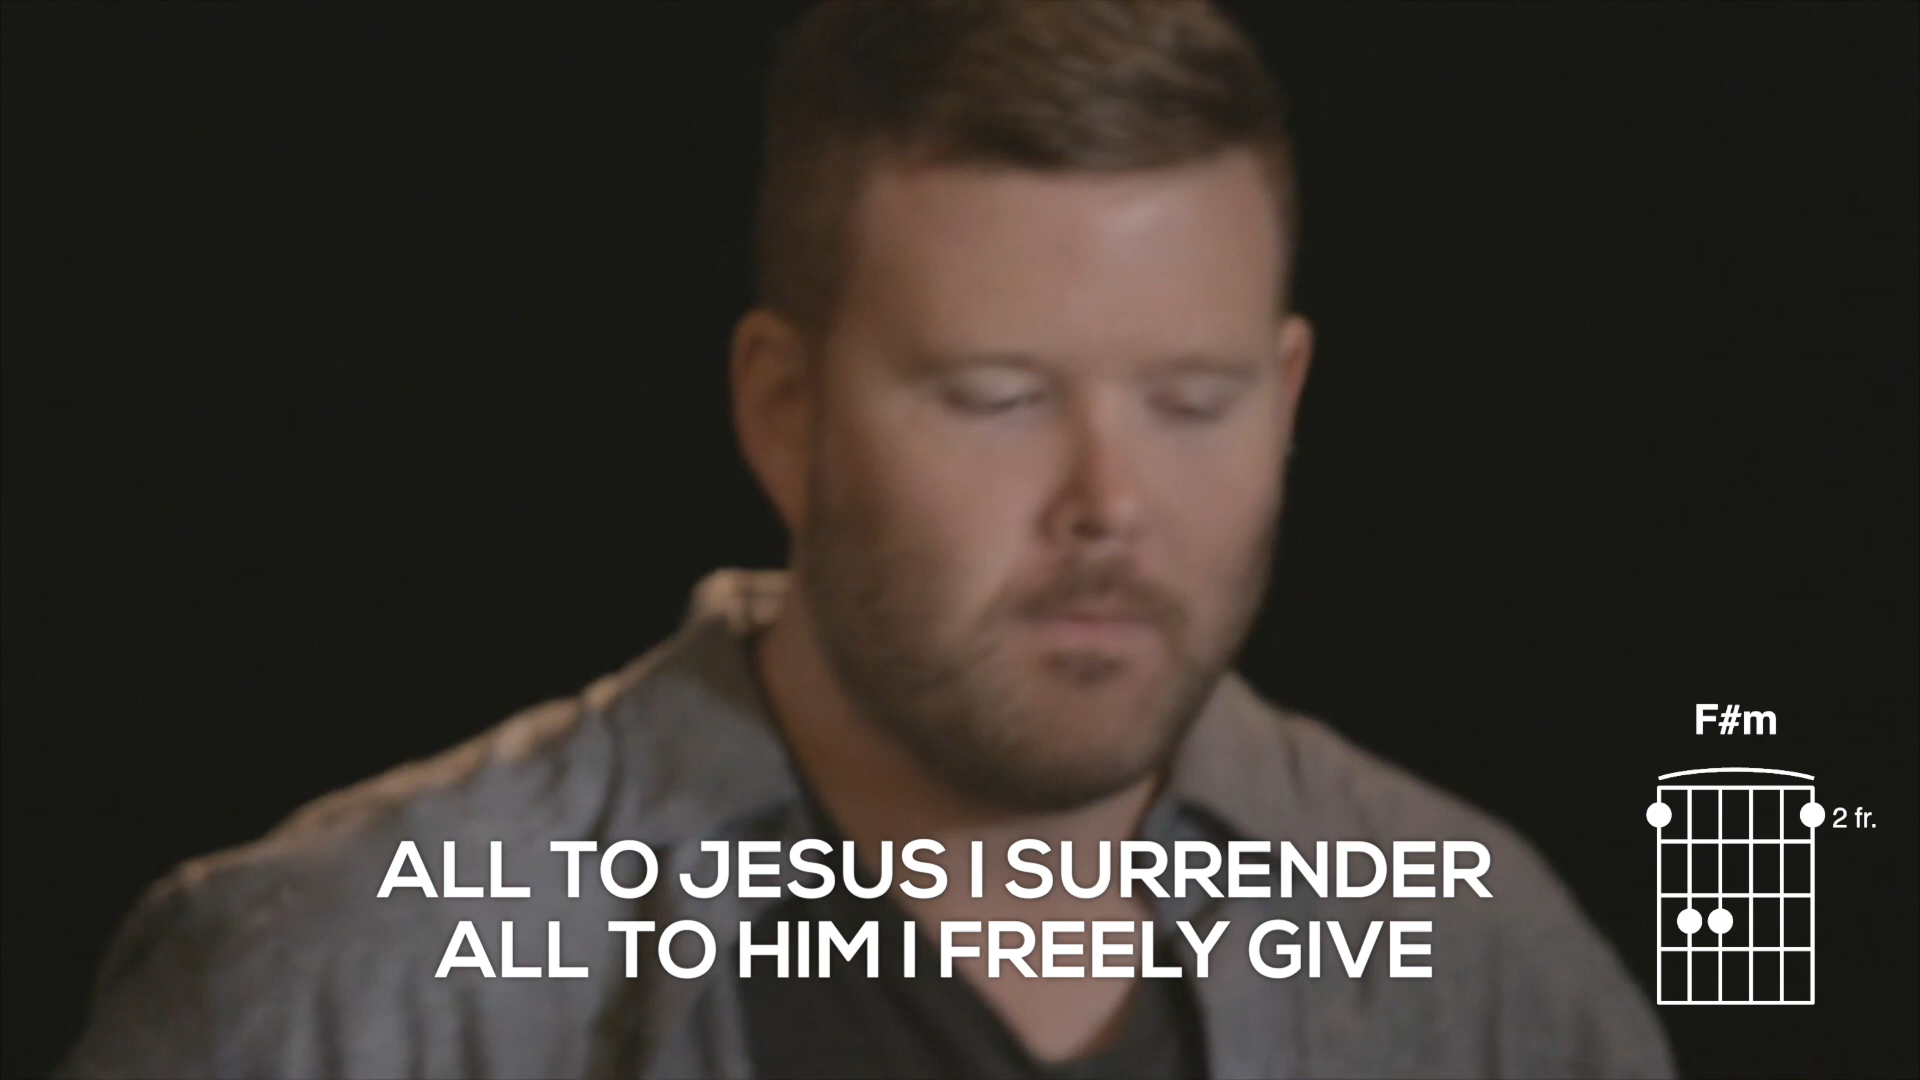 ALL TO JESUS I SURRENDER
ALL TO HIM I FREELY GIVE
F#m
2 fr.